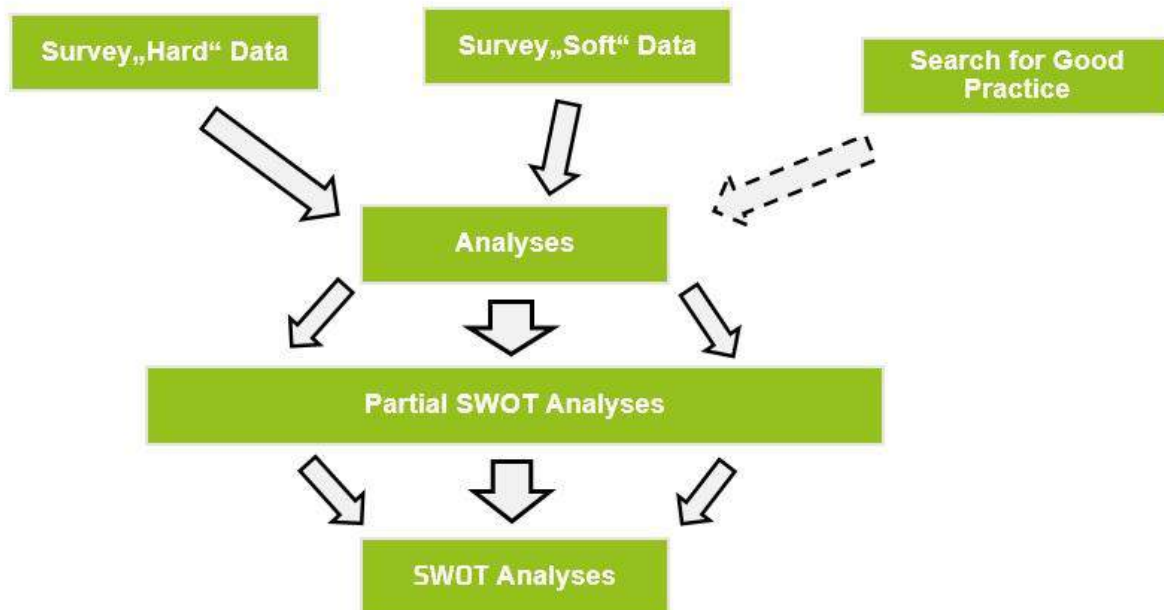 Survey„Hard“ Data
Survey„Soft“ Data
Search for Good
Practice
Analyses
Partial SWOT Analyses
SWOT Analyses